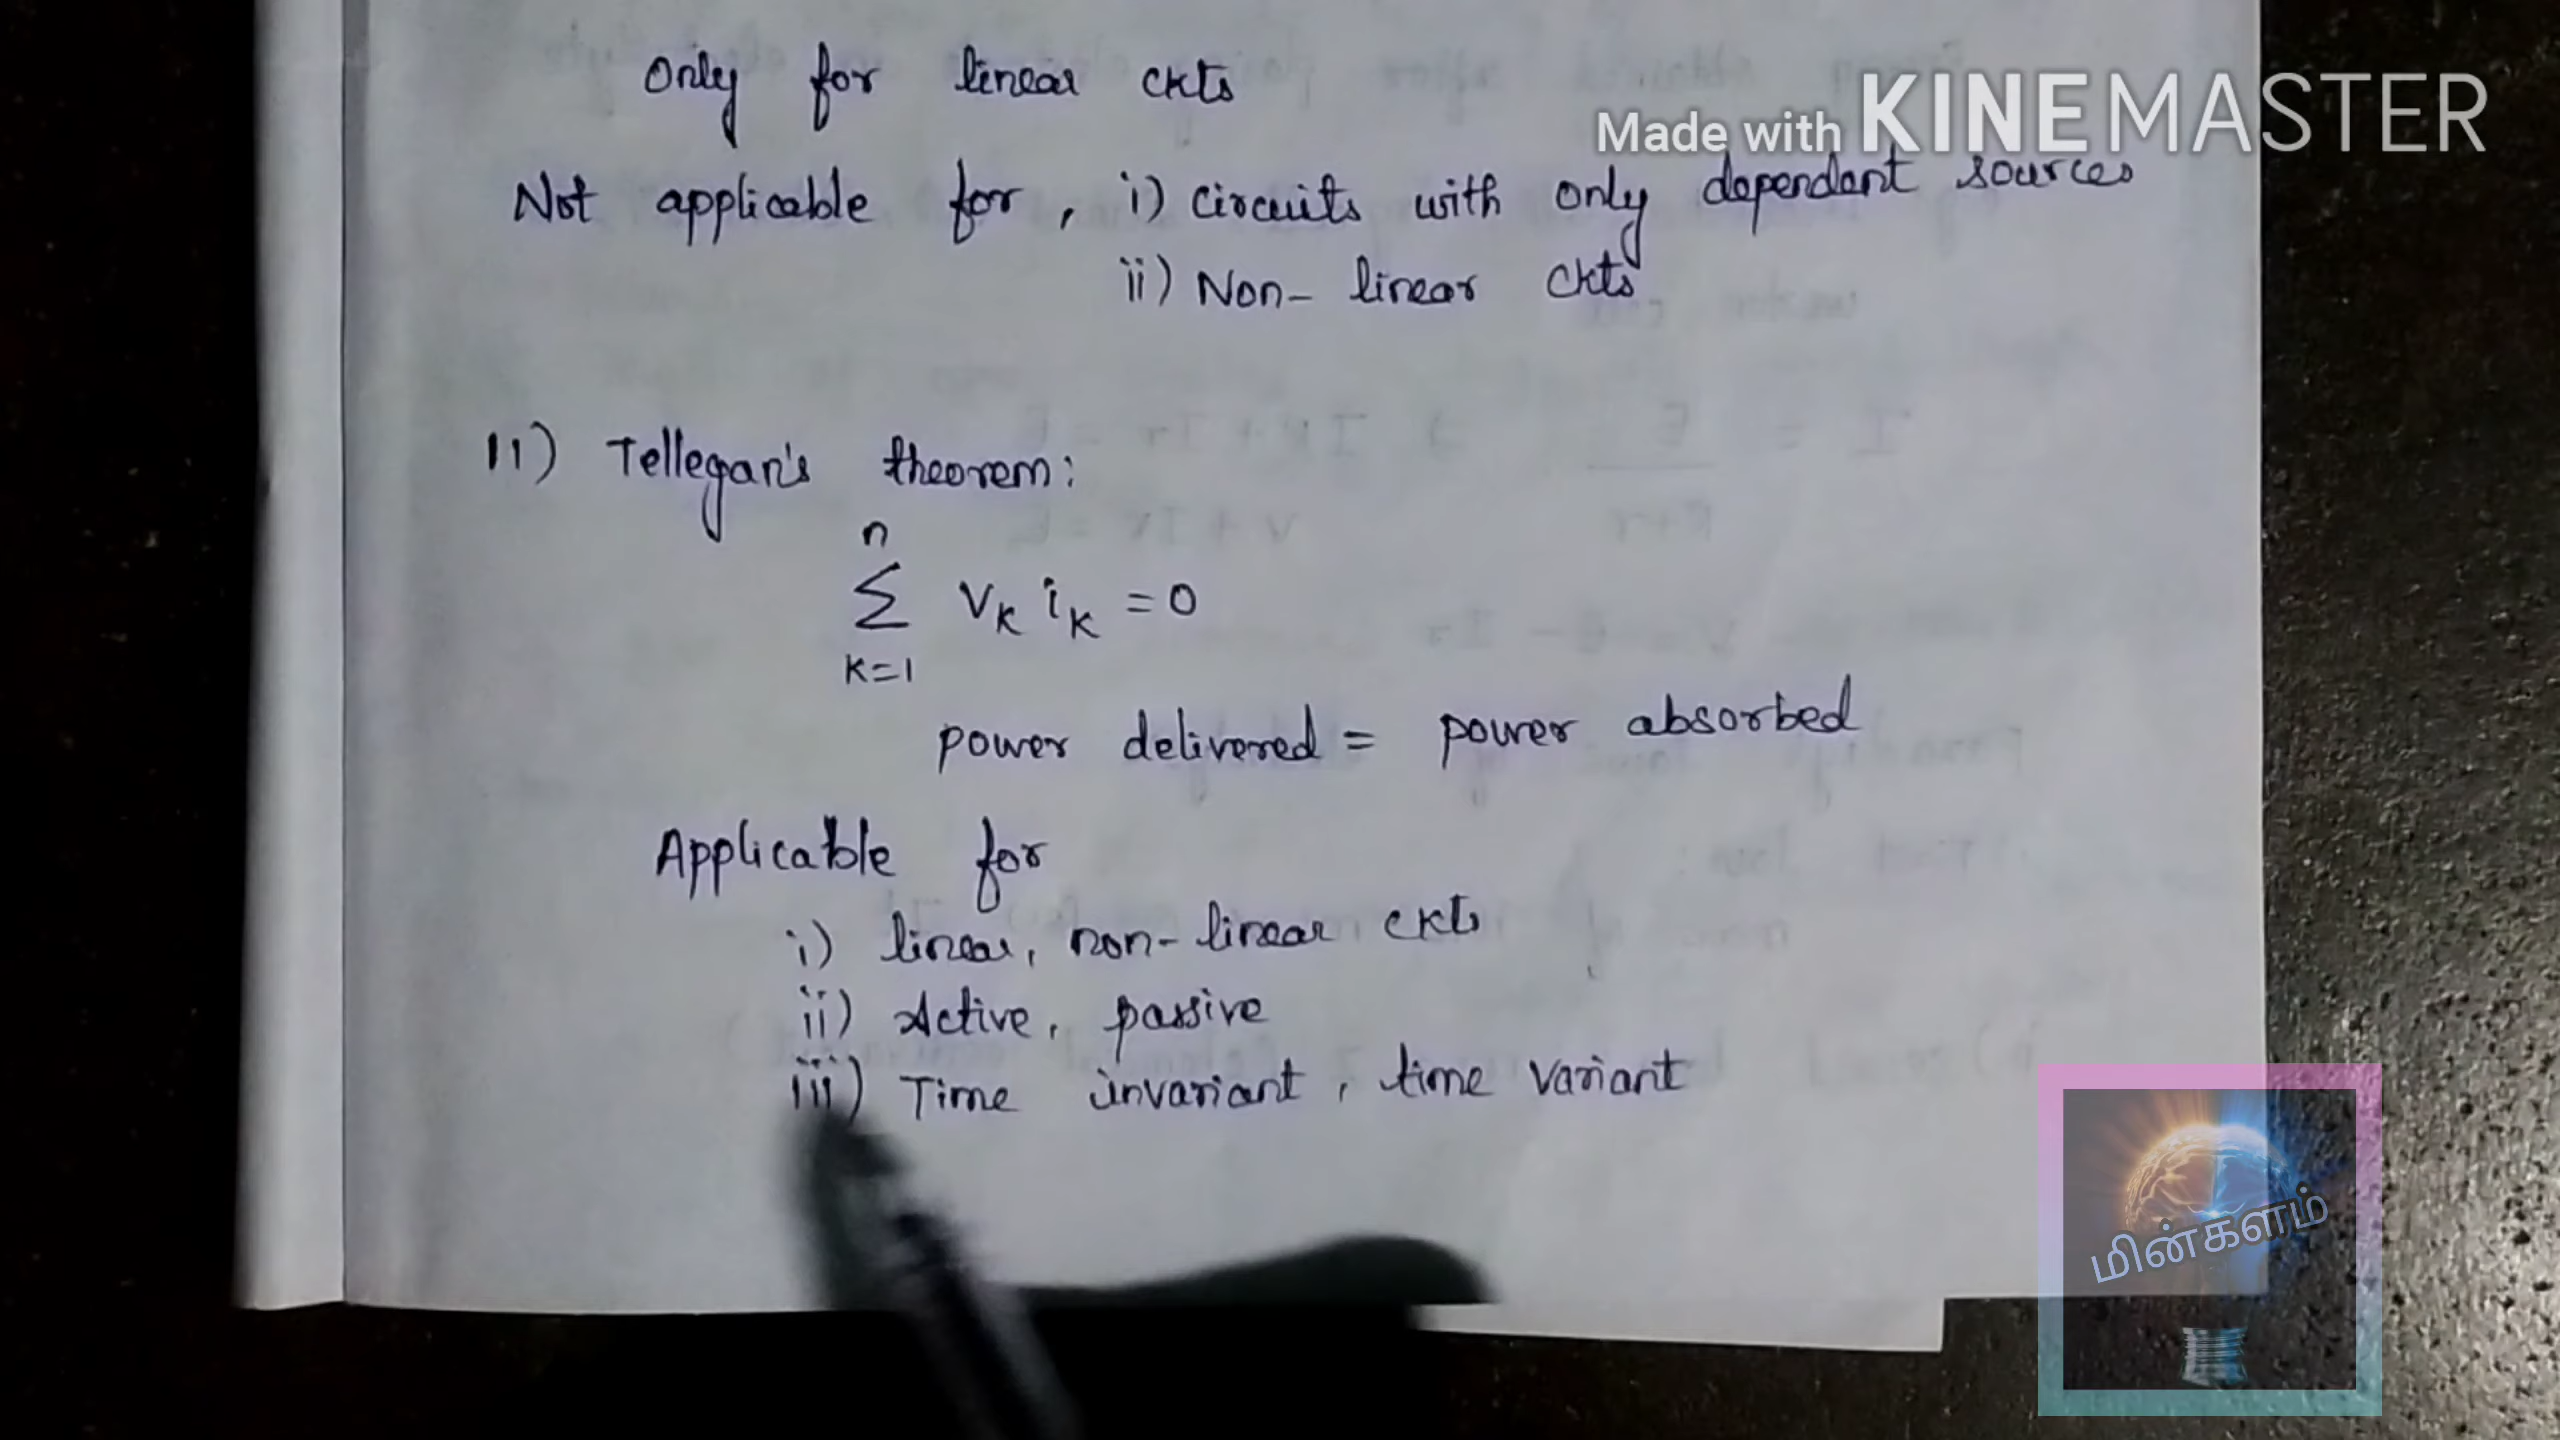 Only for linear ckts
Made with KINEMASTER
Not applicable for, i) Circuits with only dependent sources
ii) Non-linear Ckts
11) Tellegan's theorem:
n
Σ Vk ik = 0
k=1
power delivered = power absorbed
Applicable for
i) linear, non-linear ckts
ii) Active, passive
iii) Time invariant, time variant
மின்களம்